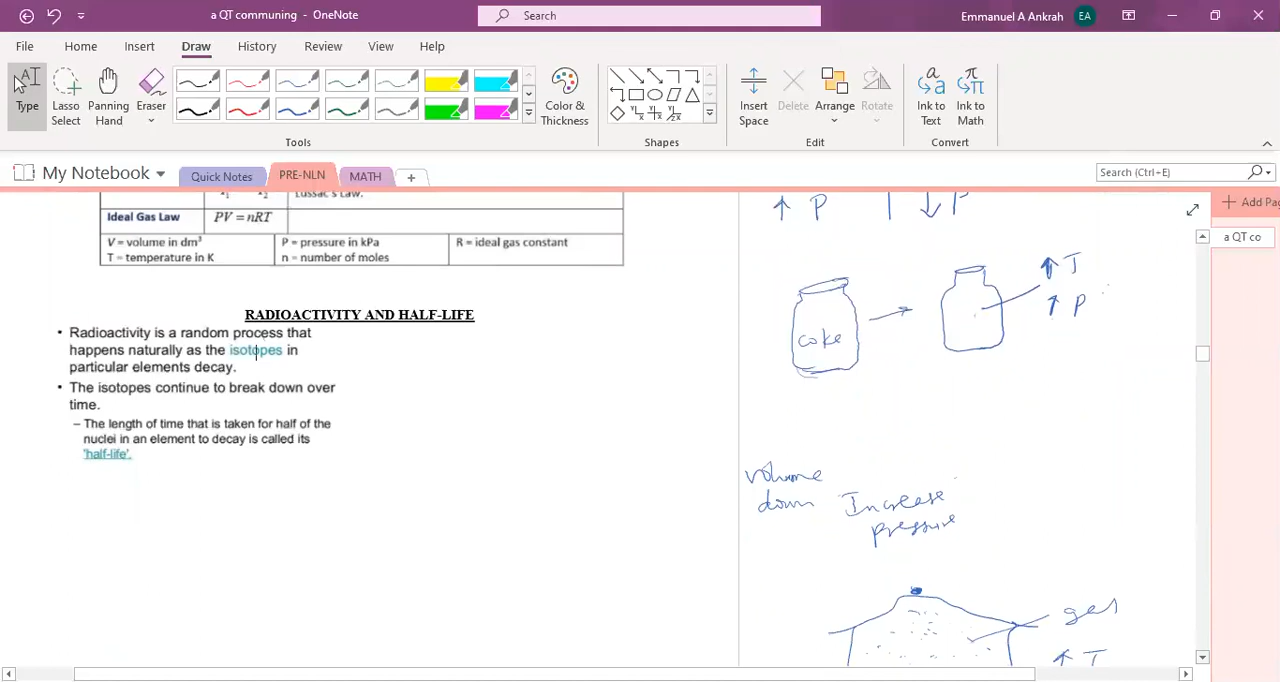 a QT communing - OneNote
Search
Emmanuel A Ankrah
EA
File
Home
Insert
Draw
History
Review
View
Help
Type
Lasso
Select
Panning
Hand
Eraser
Color &
Thickness
Insert
Space
Delete
Arrange
Rotate
Ink to
Text
Ink to
Math
Tools
Shapes
Edit
Convert
My Notebook
Quick Notes
PRE-NLN
MATH
Search (Ctrl+E)
Add Pag
a QT co
Lussac's Law.
Ideal Gas Law
PV = nRT
V = volume in dm³
T = temperature in K
P = pressure in kPa
n = number of moles
R = ideal gas constant
RADIOACTIVITY AND HALF-LIFE
• Radioactivity is a random process that
happens naturally as the isotopes in
particular elements decay.
• The isotopes continue to break down over
time.
– The length of time that is taken for half of the
nuclei in an element to decay is called its
'half-life'.
↑ P
↓ P
coke
↑ T
↑ P
volume
down
Increase
pressure
gas
↑ T